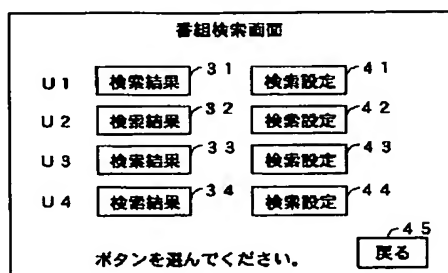 番組検索画面
U1 検索結果 31 検索設定 41
U2 検索結果 32 検索設定 42
U3 検索結果 33 検索設定 43
U4 検索結果 34 検索設定 44
45
ボタンを選んでください。 戻る